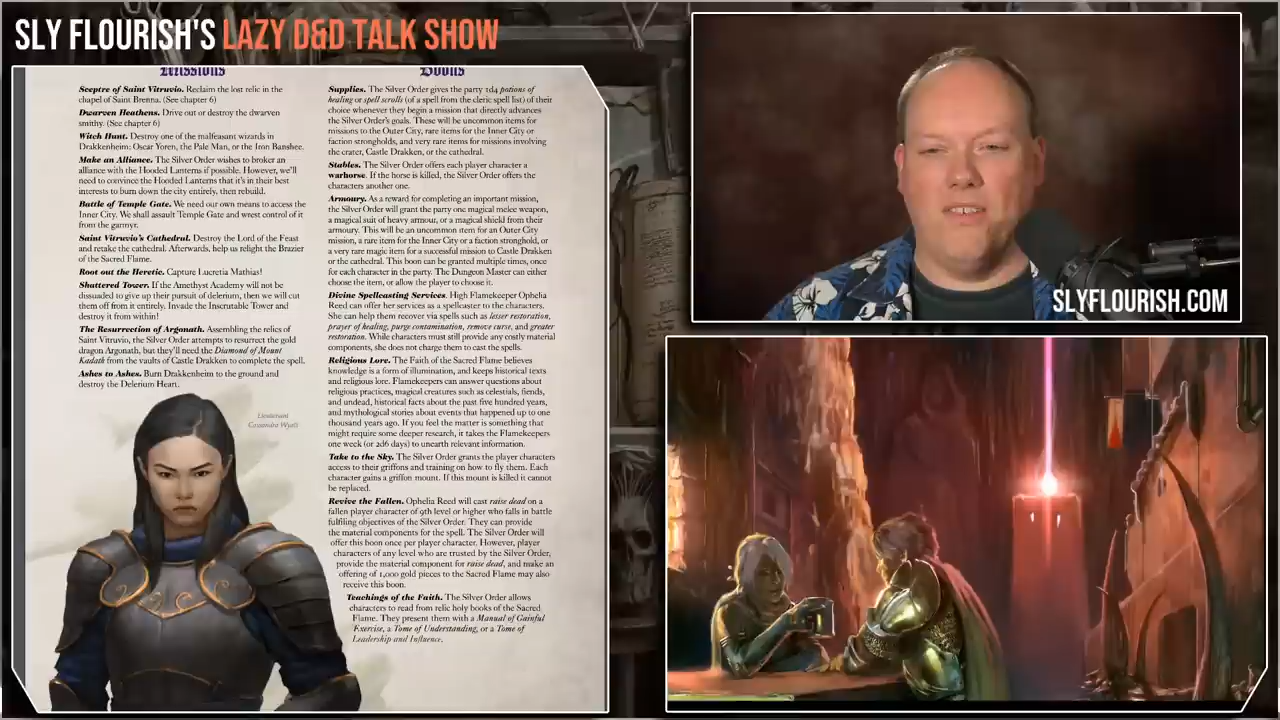 SLY FLOURISH'S LAZY D&D TALK SHOW
Missions
Sceptre of Saint Vitruvio. Reclaim the lost relic in the
chapel of Saint Brenna. (See chapter 6)
Dwarven Heathens. Drive out or destroy the dwarven
smithy. (See chapter 6)
Witch Hunt. Destroy one of the malfeasant wizards in
Drakkenheim: Oscar Yoren, the Pale Man, or the Iron Banshee.
Make an Alliance. The Silver Order wishes to broker an
alliance with the Hooded Lanterns if possible. However, we'll
need to convince the Hooded Lanterns that it's in their best
interests to burn down the city entirely, then rebuild.
Battle of Temple Gate. We need our own means to access the
Inner City. We shall assault Temple Gate and wrest control of it
from the garmyr.
Saint Vitruvio's Cathedral. Destroy the Lord of the Feast
and retake the cathedral. Afterwards, help us relight the Brazier
of the Sacred Flame.
Root out the Heretic. Capture Lucretia Mathias!
Shattered Tower. If the Amethyst Academy will not be
dissuaded to give up their pursuit of delerium, then we will cut
them off from it entirely. Invade the Inscrutable Tower and
destroy it from within!
The Resurrection of Argonath. Assembling the relics of
Saint Vitruvio, the Silver Order attempts to resurrect the gold
dragon Argonath, but they'll need the Diamond of Mount
Kadath from the vaults of Castle Drakken to complete the spell.
Ashes to Ashes. Burn Drakkenheim to the ground and
destroy the Delerium Heart.
Lieutenant
Cassandra Wyatt
Boons
Supplies. The Silver Order gives the party 1d4 potions of
healing or spell scrolls (of a spell from the cleric spell list) of their
choice whenever they begin a mission that directly advances
the Silver Order's goals. These will be uncommon items for
missions to the Outer City, rare items for the Inner City or
faction strongholds, and very rare items for missions involving
the crater, Castle Drakken, or the cathedral.
Stables. The Silver Order offers each player character a
warhorse. If the horse is killed, the Silver Order offers the
characters another one.
Armoury. As a reward for completing an important mission,
the Silver Order will grant the party one magical melee weapon,
a magical suit of heavy armour, or a magical shield from their
armoury. This will be an uncommon item for an Outer City
mission, a rare item for the Inner City or a faction stronghold, or
a very rare magic item for a successful mission to Castle Drakken
or the cathedral. This boon can be granted multiple times, once
for each character in the party. The Dungeon Master can either
choose the item, or allow the player to choose it.
Divine Spellcasting Services. High Flamekeeper Ophelia
Reed can offer her services as a spellcaster to the characters.
She can help them recover via spells such as lesser restoration,
prayer of healing, purge contamination, remove curse, and greater
restoration. While characters must still provide any costly material
components, she does not charge them to cast the spells.
Religious Lore. The Faith of the Sacred Flame believes
knowledge is a form of illumination, and keeps historical texts
and religious lore. Flamekeepers can answer questions about
religious practices, magical creatures such as celestials, fiends,
and undead, historical facts about the past five hundred years,
and mythological stories about events that happened up to one
thousand years ago. If you feel the matter is something that
might require some deeper research, it takes the Flamekeepers
one week (or 2d6 days) to unearth relevant information.
Take to the Sky. The Silver Order grants the player characters
access to their griffons and training on how to fly them. Each
character gains a griffon mount. If this mount is killed it cannot
be replaced.
Revive the Fallen. Ophelia Reed will cast raise dead on a
fallen player character of 9th level or higher who falls in battle
fulfiling objectives of the Silver Order. They can provide
the material components for the spell. The Silver Order will
offer this boon once per player character. However, player
characters of any level who are trusted by the Silver Order,
provide the material component for raise dead, and make an
offering of 1,000 gold pieces to the Sacred Flame may also
receive this boon.
Teachings of the Faith. The Silver Order allows
characters to read from relic holy books of the Sacred
Flame. They present them with a Manual of Gainful
Exercise, a Tome of Understanding, or a Tome of
Leadership and Influence.
SLYFLOURISH.COM